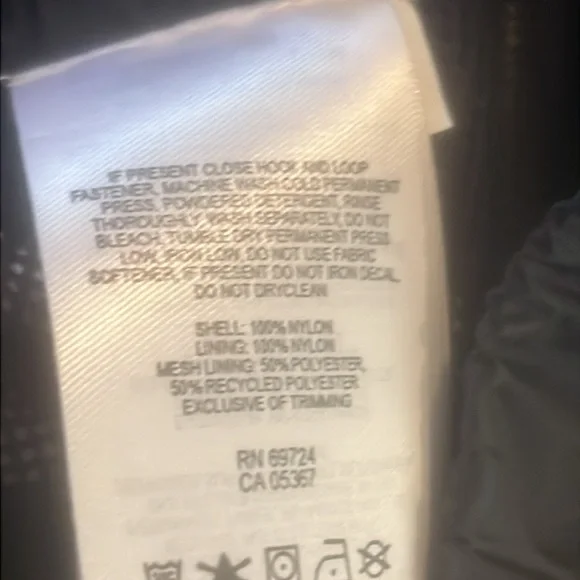 IF PRESENT CLOSE HOOK AND LOOP
FASTENER, MACHINE WASH COLD PERMANENT
PRESS, POWDERED DETERGENT, RINSE
THOROUGHLY, WASH SEPARATELY, DO NOT
BLEACH, TUMBLE DRY PERMANENT PRESS
LOW, IRON LOW, DO NOT USE FABRIC
SOFTENER, IF PRESENT DO NOT IRON DECAL,
DO NOT DRYCLEAN
SHELL: 100% NYLON
LINING: 100% NYLON
MESH LINING: 50% POLYESTER,
50% RECYCLED POLYESTER
EXCLUSIVE OF TRIMMING
RN 69724
CA 05367